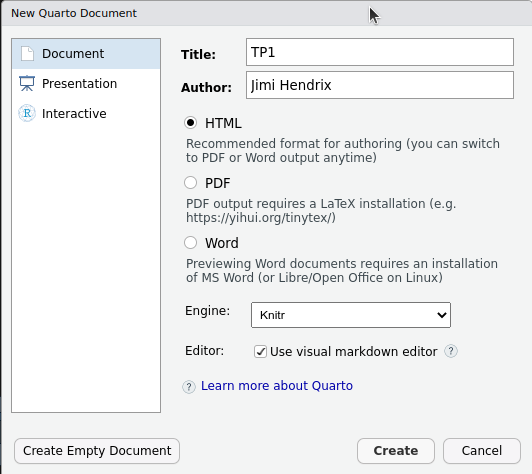 New Quarto Document
Document
Presentation
R Interactive
Title: TP1
Author: Jimi Hendrix
HTML
Recommended format for authoring (you can switch
to PDF or Word output anytime)
PDF
PDF output requires a LaTeX installation (e.g.
https://yihui.org/tinytex/)
Word
Previewing Word documents requires an installation
of MS Word (or Libre/Open Office on Linux)
Engine: Knitr
Editor: Use visual markdown editor ?
? Learn more about Quarto
Create Empty Document
Create
Cancel